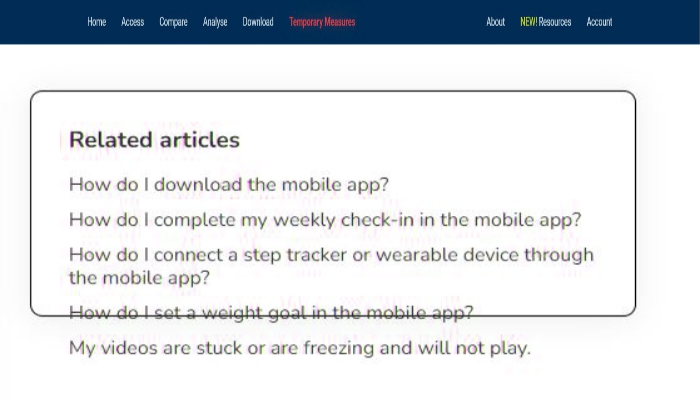 Home Access Compare Analyse Download Temporary Measures About NEW! Resources Account
Related articles
How do I download the mobile app?
How do I complete my weekly check-in in the mobile app?
How do I connect a step tracker or wearable device through
the mobile app?
How do I set a weight goal in the mobile app?
My videos are stuck or are freezing and will not play.